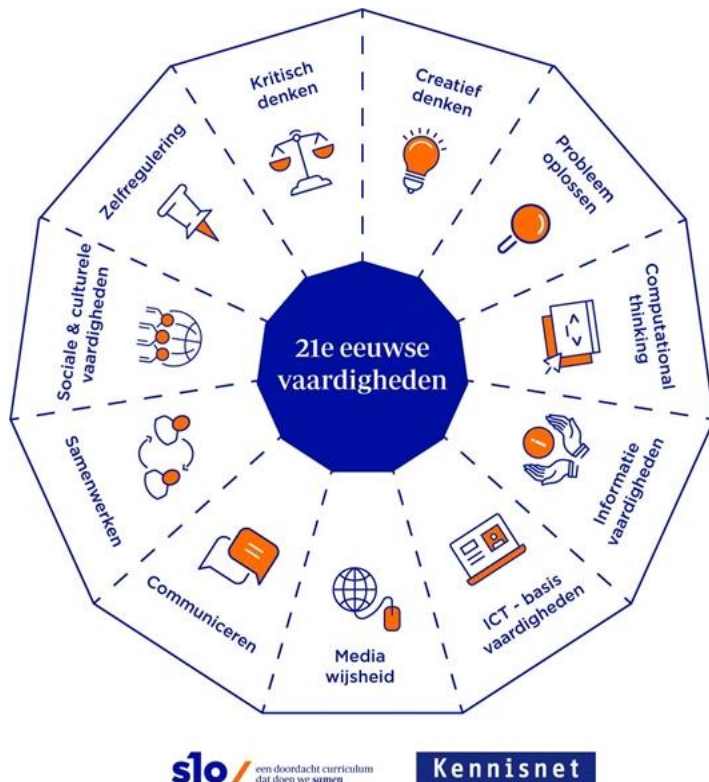 Kritisch
denken
Creatief
denken
Probleem
oplossen
Computational
thinking
Informatie
vaardigheden
ICT - basis
vaardigheden
Media
wijsheid
Communiceren
Samenwerken
Sociale & culturele
vaardigheden
Zelfregulering
21e eeuwse
vaardigheden
slo
een doordacht curriculum
dat doen we samen
Kennisnet